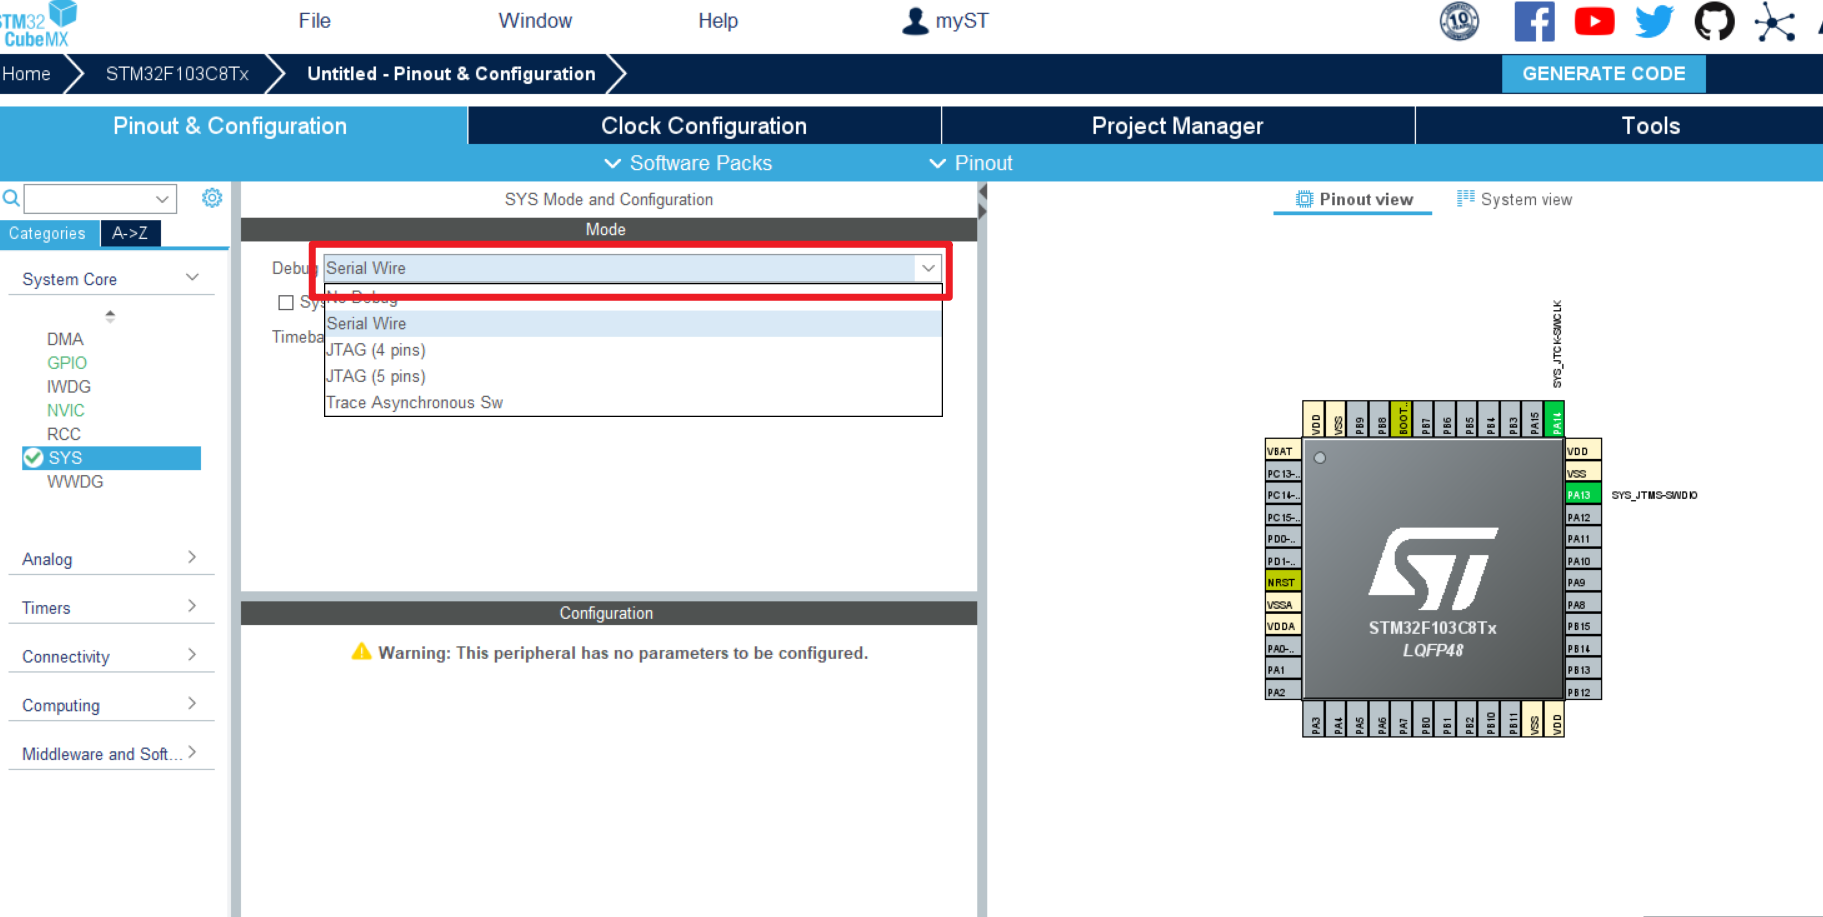 STM32
CubeMX
File
Window
Help
myST
10
Home
STM32F103C8Tx
Untitled - Pinout & Configuration
GENERATE CODE
Pinout & Configuration
Clock Configuration
Project Manager
Tools
Software Packs
Pinout
Categories
A->Z
System Core
DMA
GPIO
IWDG
NVIC
RCC
SYS
WWDG
Analog
Timers
Connectivity
Computing
Middleware and Soft...
SYS Mode and Configuration
Mode
Debug
Serial Wire
Sys
No Debug
Serial Wire
Timeba
JTAG (4 pins)
JTAG (5 pins)
Trace Asynchronous Sw
Configuration
Warning: This peripheral has no parameters to be configured.
Pinout view
System view
SYS_JTCK-SWCLK
VDD
VSS
PB9
PB8
BOOT..
PB7
PB6
PB5
PB4
PB3
PA15
PA14
VBAT
PC13-..
PC14-..
PC15-..
PD0-..
PD1-..
NRST
VSSA
VDDA
PA0-..
PA1
PA2
VDD
VSS
PA13
SYS_JTMS-SWDIO
PA12
PA11
PA10
PA9
PA8
PB15
PB14
PB13
PB12
ST
STM32F103C8Tx
LQFP48
PA3
PA4
PA5
PA6
PA7
PB0
PB1
PB2
PB10
PB11
VSS
VDD